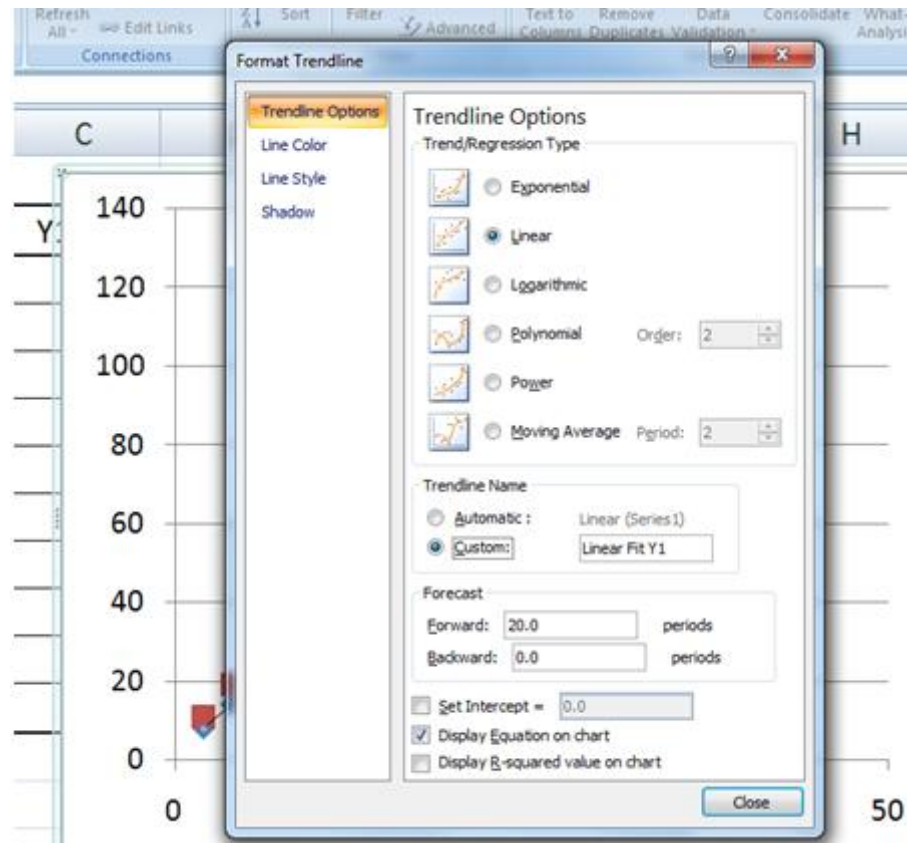 Refresh
All
Edit Links
Connections
Sort
Filter
Advanced
Text to
Columns
Remove
Duplicates
Data
Validation
Consolidate
What-
Analysi
Format Trendline
?
X
C
H
Y1
140
120
100
80
60
40
20
0
0
50
Trendline Options
Line Color
Line Style
Shadow
Trendline Options
Trend/Regression Type
Exponential
Linear
Logarithmic
Polynomial Order: 2
Power
Moving Average Period: 2
Trendline Name
Automatic : Linear (Series1)
Custom: Linear Fit Y1
Forecast
Forward: 20.0 periods
Backward: 0.0 periods
Set Intercept = 0.0
Display Equation on chart
Display R-squared value on chart
Close